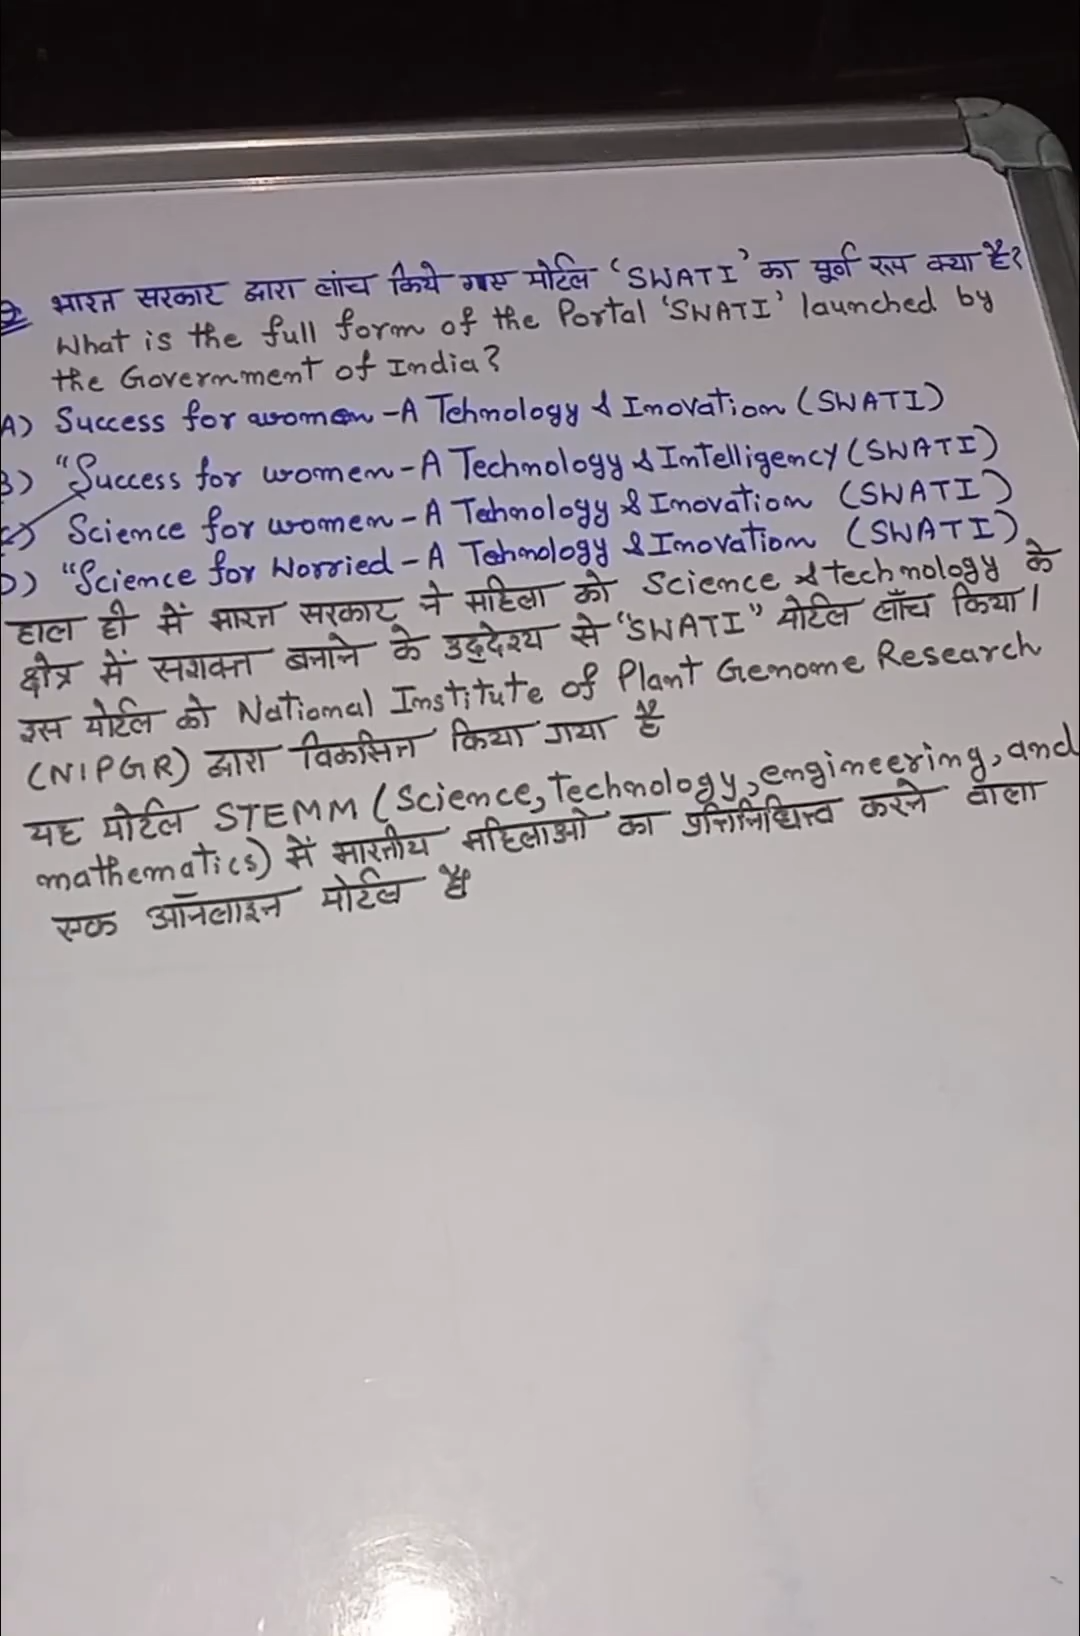 Q भारत सरकार द्वारा लांच किये गए पोर्टल 'SWATI' का पूर्ण रूप क्या है?
What is the full form of the Portal 'SWATI' launched by
the Government of India?
A) Success for women - A Tehnology & Inovation (SWATI)
B) "Success for women - A Technology & Intelligency (SWATI)
C) Science for women - A Tehnology & Inovation (SWATI)
D) "Science for Worried - A Tehnology & Inovation (SWATI)
हाल ही में भारत सरकार ने महिला को Science & technology के
क्षेत्र में सशक्त बनाने के उद्देश्य से "SWATI" पोर्टल लॉंच किया।
इस पोर्टल को National Institute of Plant Genome Research
(NIPGR) द्वारा विकसित किया गया है
यह पोर्टल STEMM (Science, Technology, engineering, and
mathematics) में भारतीय महिलाओं का प्रतिनिधित्व करने वाला
एक ऑनलाइन पोर्टल है